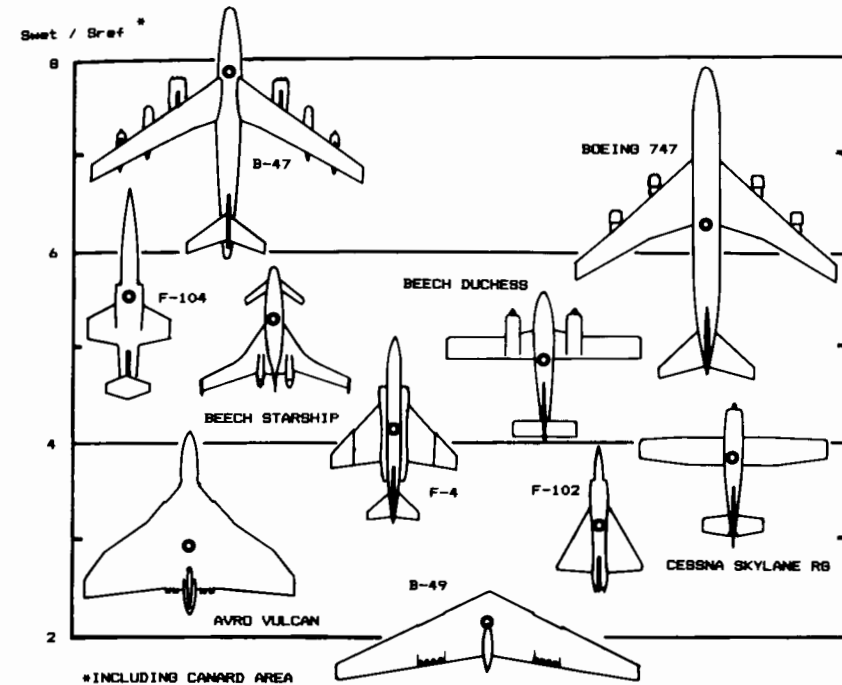 Swet / Sref *
8
B-47
BOEING 747
6
F-104
BEECH DUCHESS
BEECH STARSHIP
4
F-4
F-102
CESSNA SKYLANE RG
B-49
AVRO VULCAN
2
*INCLUDING CANARD AREA